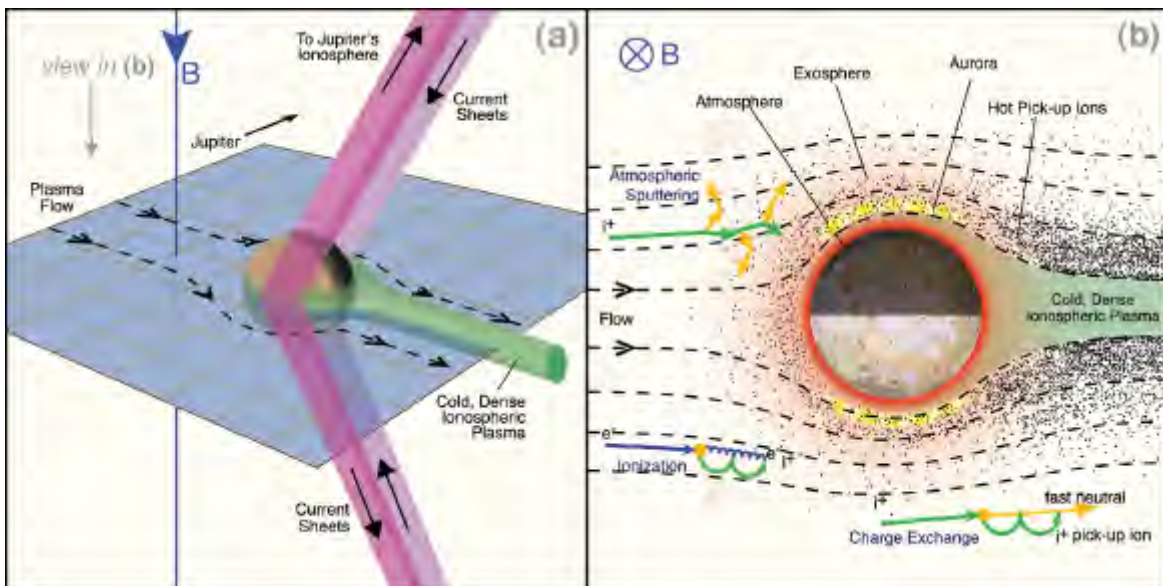 (a)
To Jupiter's
Ionosphere
view in (b)
B
Current
Sheets
Jupiter
Plasma
Flow
Cold, Dense
Ionospheric
Plasma
Current
Sheets
(b)
B
Aurora
Exosphere
Atmosphere
Hot Pick-up Ions
Atmospheric
Sputtering
i+
Flow
Cold, Dense
Ionospheric Plasma
e-
e-
i+
Ionization
i+
fast neutral
Charge Exchange
i+ pick-up ion